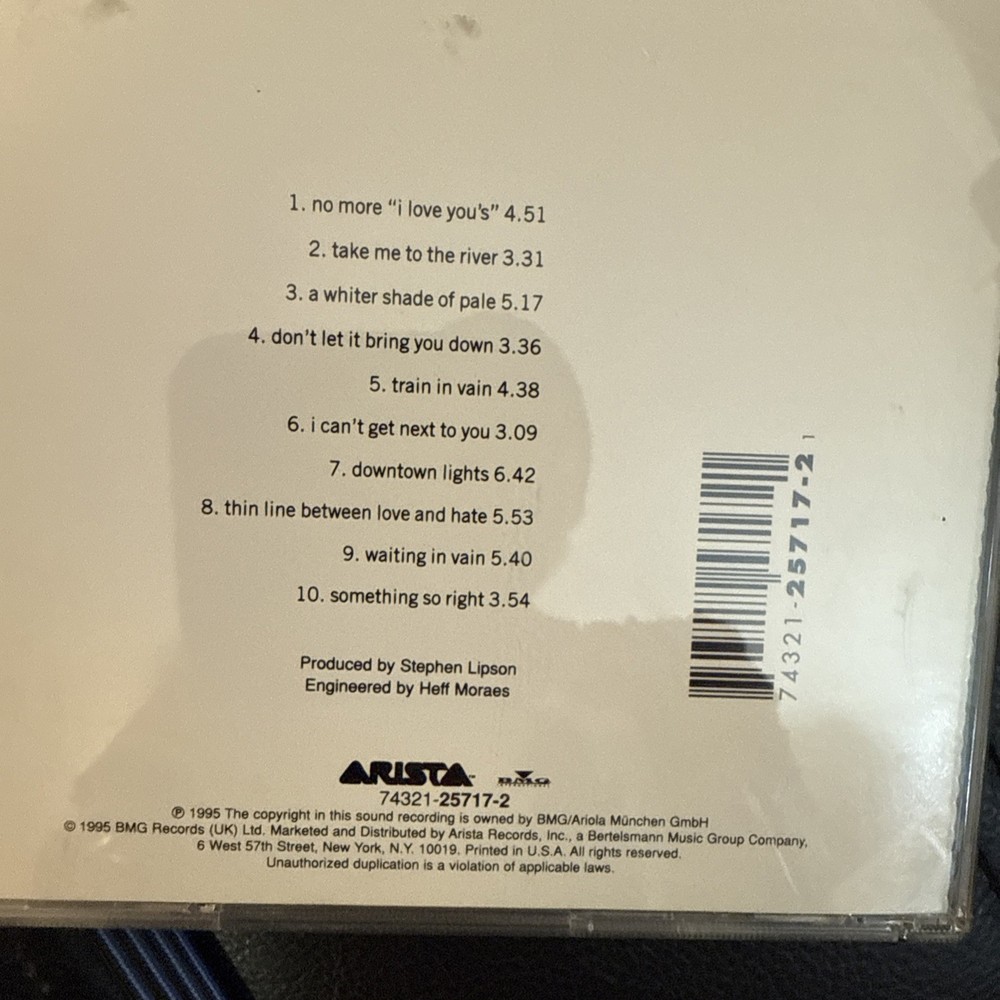 1. no more “i love you's” 4.51
2. take me to the river 3.31
3. a whiter shade of pale 5.17
4. don't let it bring you down 3.36
5. train in vain 4.38
6. i can't get next to you 3.09
7. downtown lights 6.42
8. thin line between love and hate 5.53
9. waiting in vain 5.40
10. something so right 3.54
Produced by Stephen Lipson
Engineered by Heff Moraes
74321-25717-2 1
ARISTA™ BMG
74321-25717-2
℗ 1995 The copyright in this sound recording is owned by BMG/Ariola München GmbH
© 1995 BMG Records (UK) Ltd. Marketed and Distributed by Arista Records, Inc., a Bertelsmann Music Group Company,
6 West 57th Street, New York, N.Y. 10019. Printed in U.S.A. All rights reserved.
Unauthorized duplication is a violation of applicable laws.